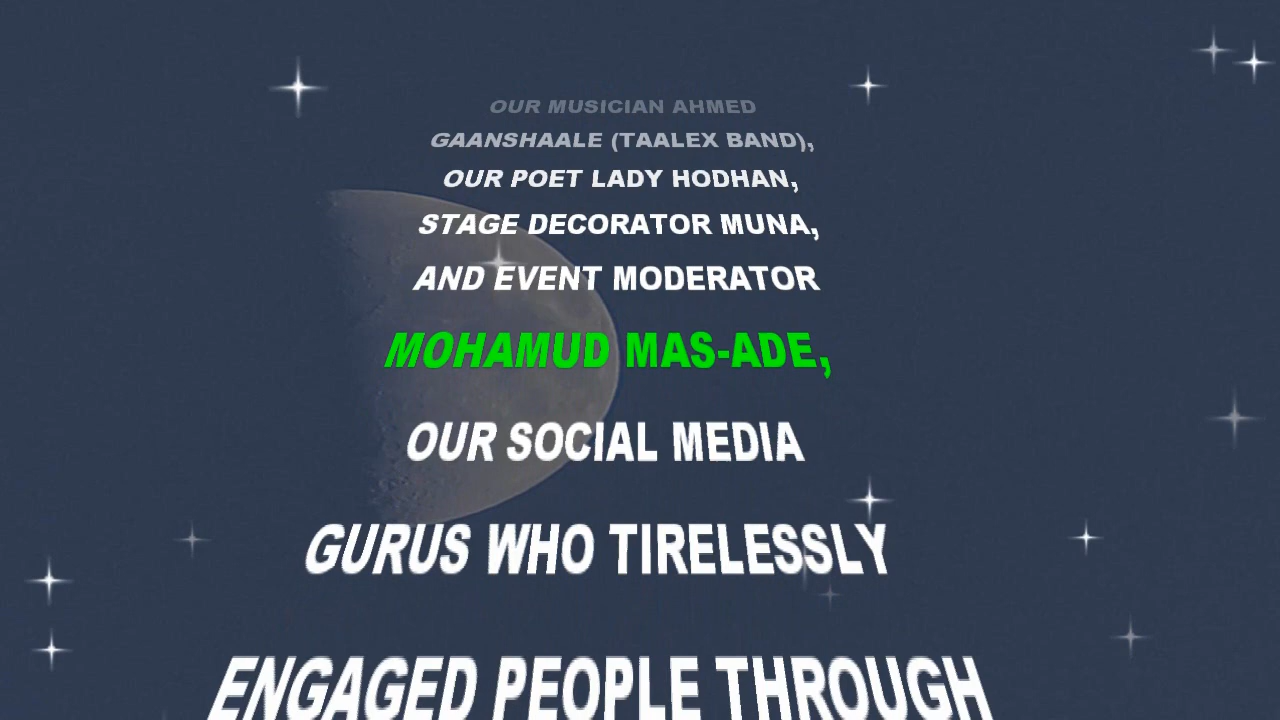 OUR MUSICIAN AHMED
GAANSHAALE (TAALEX BAND),
OUR POET LADY HODHAN,
STAGE DECORATOR MUNA,
AND EVENT MODERATOR
MOHAMUD MAS-ADE,
OUR SOCIAL MEDIA
GURUS WHO TIRELESSLY
ENGAGED PEOPLE THROUGH